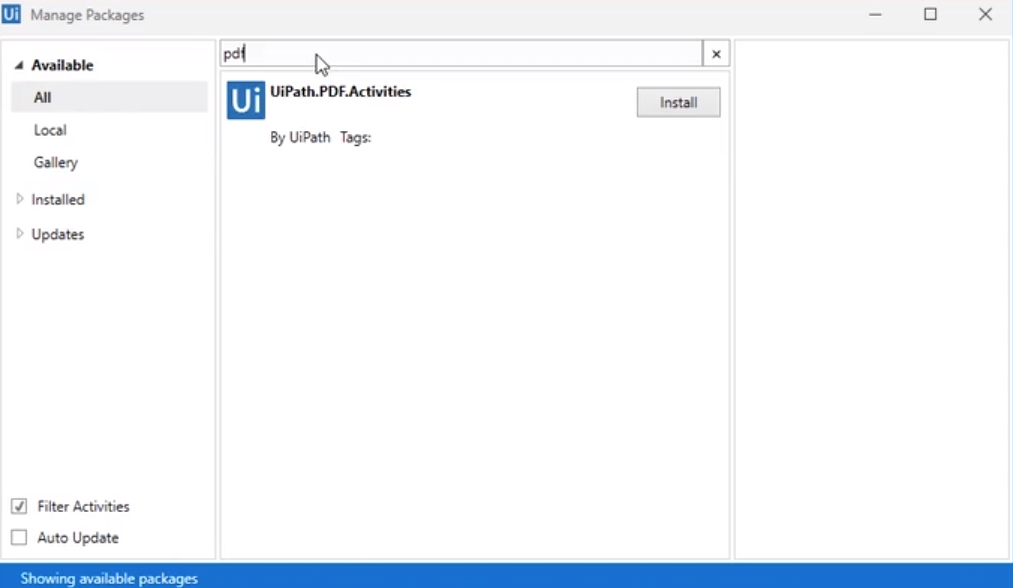 Ui Manage Packages
Available
All
Local
Gallery
Installed
Updates
Filter Activities
Auto Update
pdf
Ui
UiPath.PDF.Activities
Install
By UiPath Tags:
Showing available packages